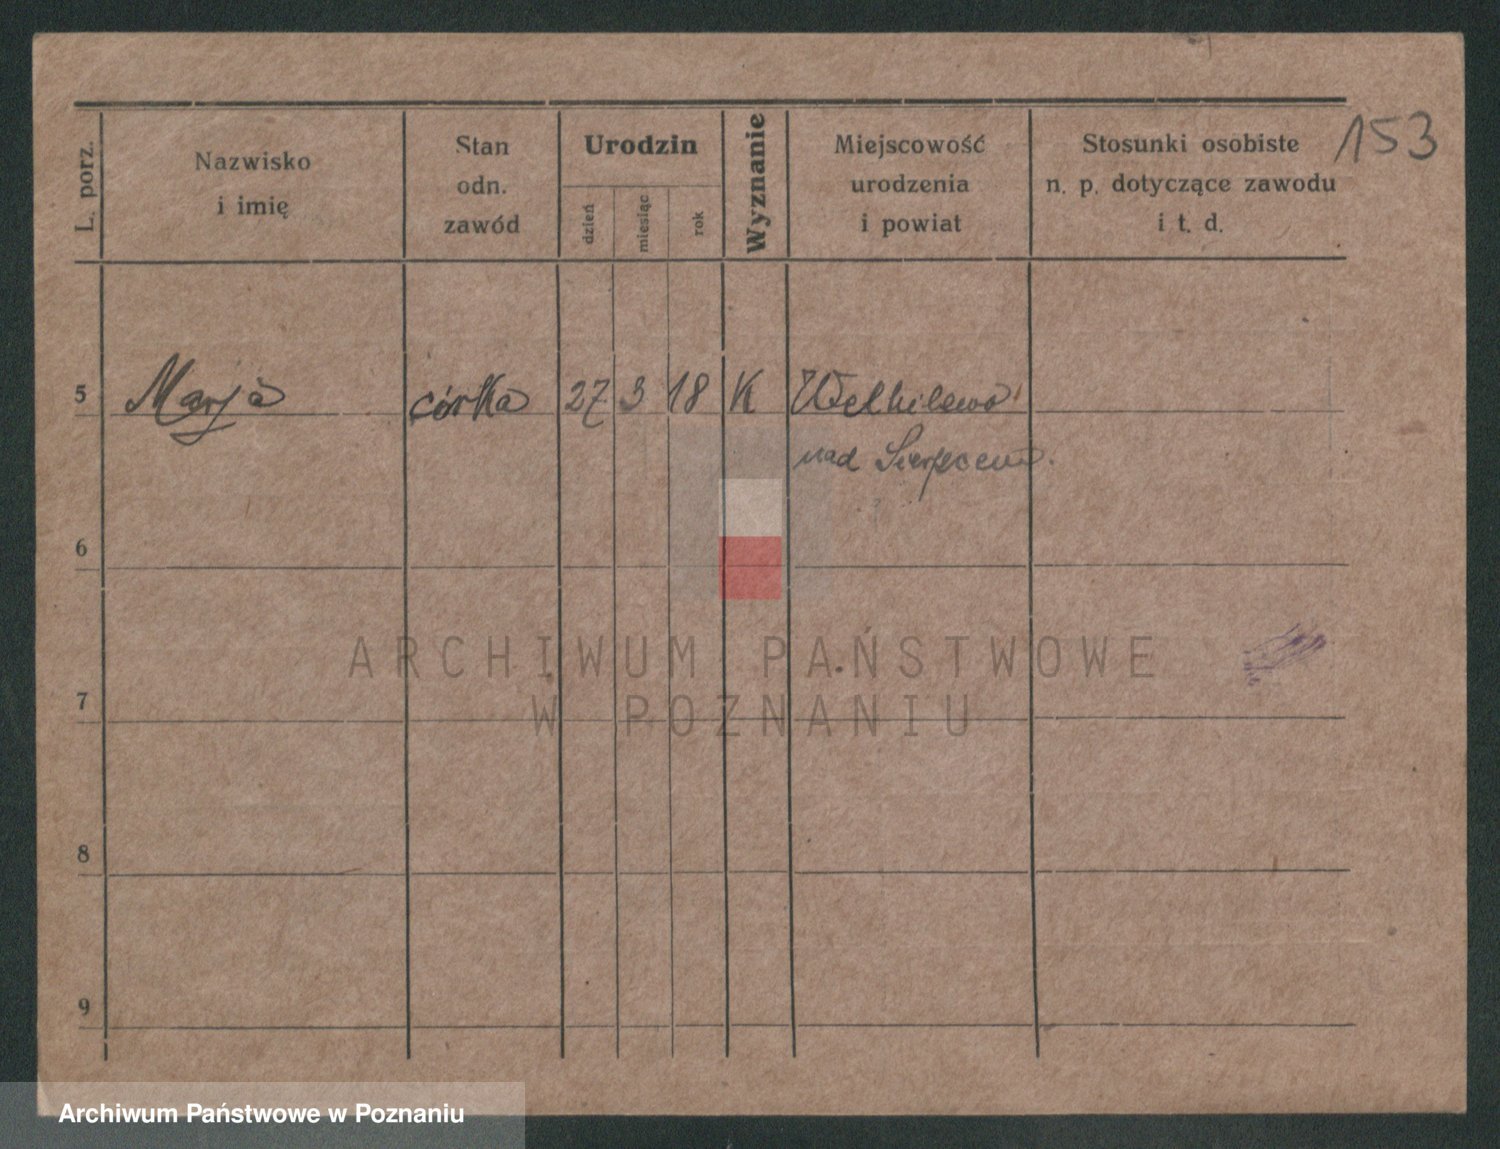 153
L. porz.
Nazwisko
i imię
Stan
odn.
zawód
Urodzin
dzień
miesiąc
rok
Wyznanie
Miejscowość
urodzenia
i powiat
Stosunki osobiste
n. p. dotyczące zawodu
i t. d.
5 Marja córka 27 3 18 K
nad
6
7
8
9
ARCHIWUM PAŃSTWOWE
W POZNANIU
Archiwum Państwowe w Poznaniu